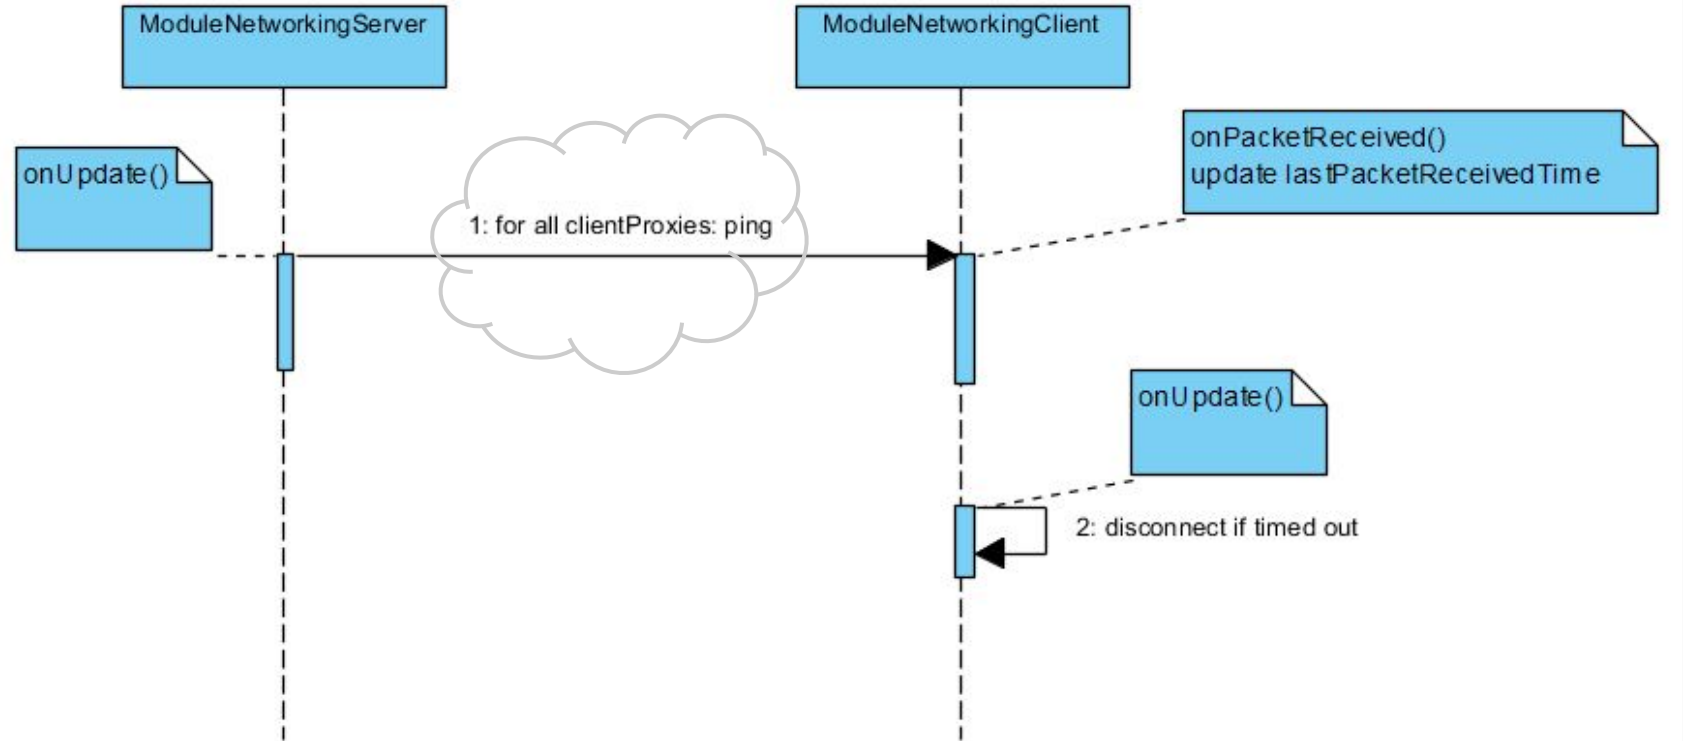 ModuleNetworkingServer
ModuleNetworkingClient
onPacketReceived()
update lastPacketReceivedTime
onUpdate()
1: for all clientProxies: ping
onUpdate()
2: disconnect if timed out